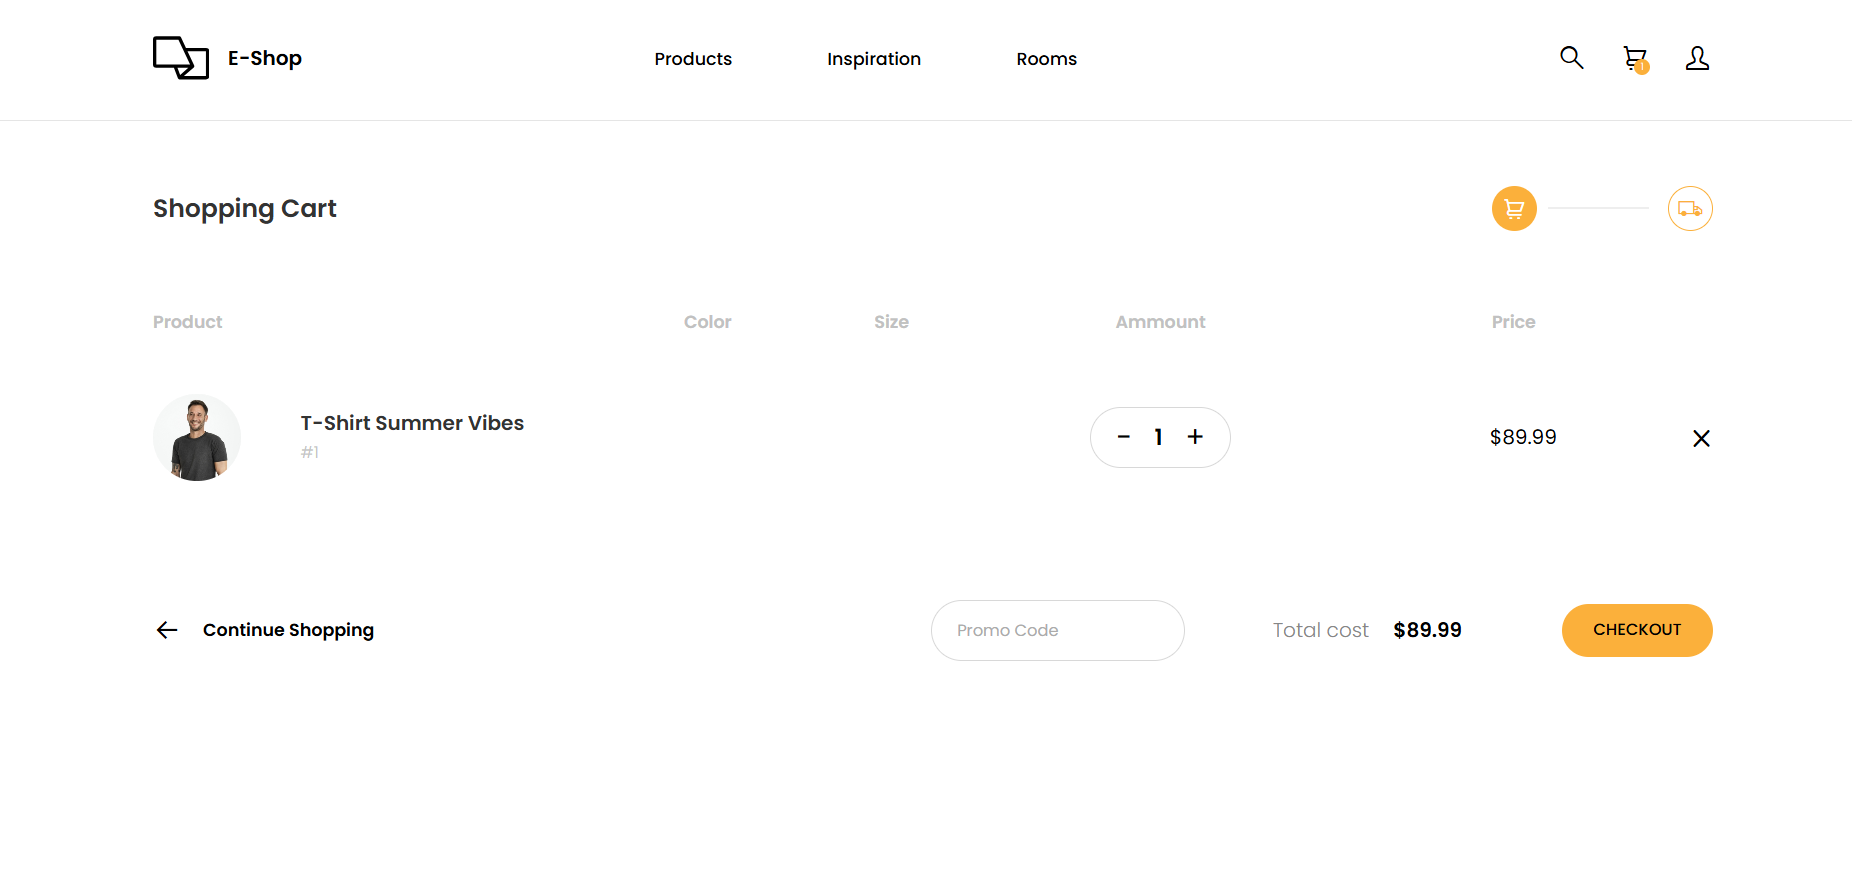 E-Shop
Products Inspiration Rooms
1
Shopping Cart
Product Color Size Ammount Price
T-Shirt Summer Vibes
#1
- 1 + $89.99
Continue Shopping Promo Code Total cost $89.99 CHECKOUT